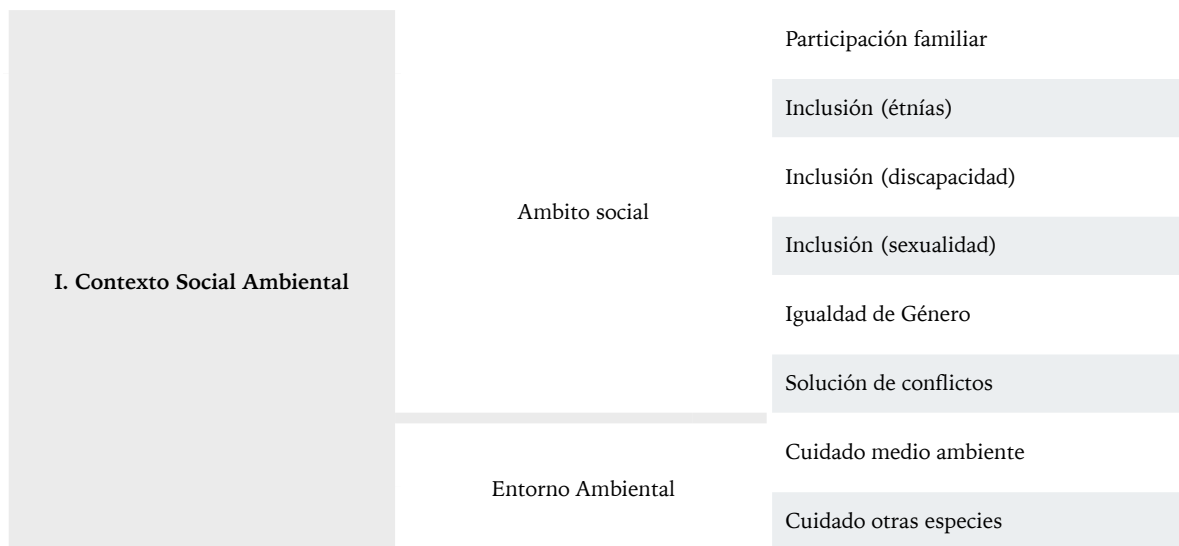 I. Contexto Social Ambiental
Ambito social
Participación familiar
Inclusión (étnías)
Inclusión (discapacidad)
Inclusión (sexualidad)
Igualdad de Género
Solución de conflictos
Entorno Ambiental
Cuidado medio ambiente
Cuidado otras especies